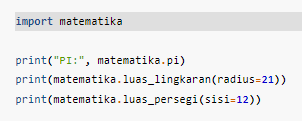 import matematika
print("PI:", matematika.pi)
print(matematika.luas_lingkaran(radius=21))
print(matematika.luas_persegi(sisi=12))